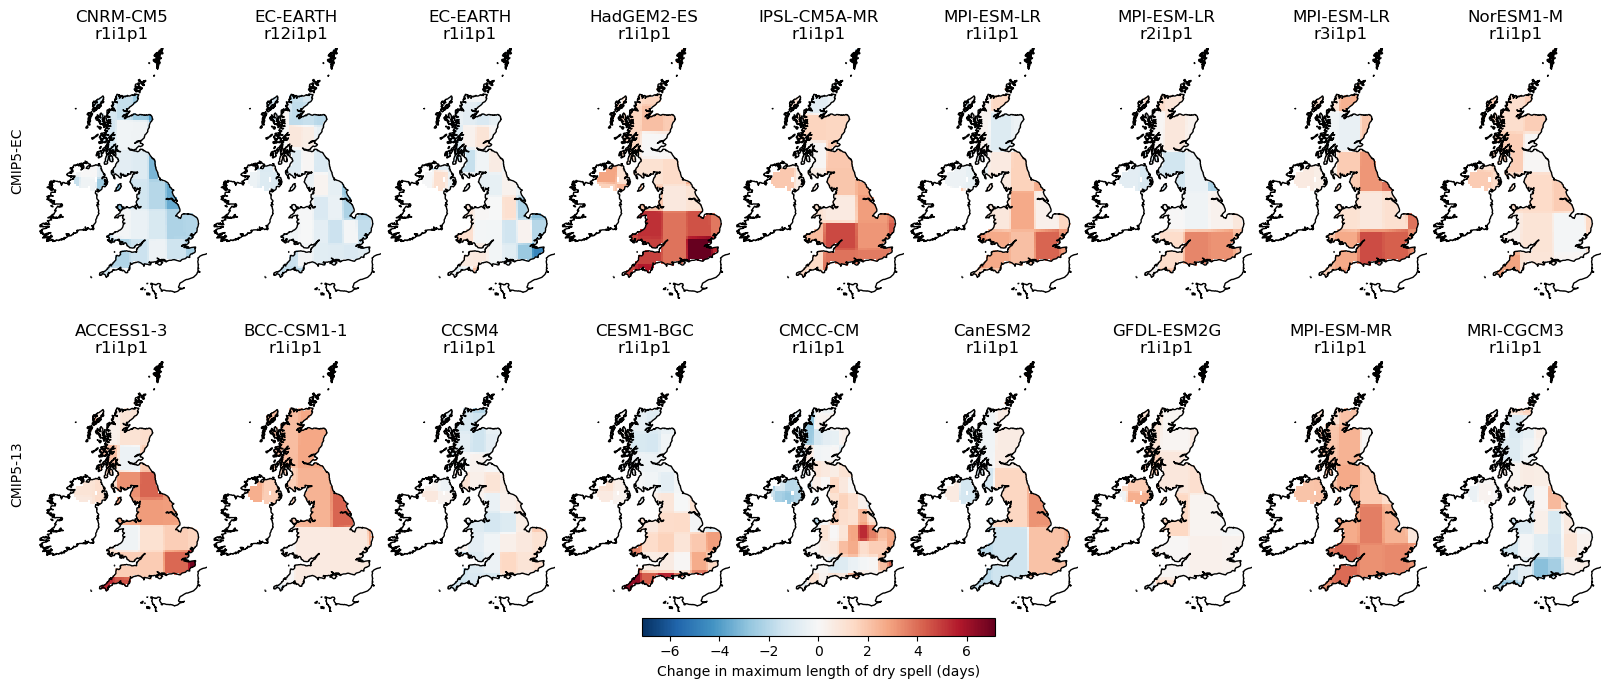 CNRM-CM5 EC-EARTH EC-EARTH HadGEM2-ES IPSL-CM5A-MR MPI-ESM-LR MPI-ESM-LR MPI-ESM-LR NorESM1-M
r1i1p1 r12i1p1 r1i1p1 r1i1p1 r1i1p1 r1i1p1 r2i1p1 r3i1p1 r1i1p1
CMIP5-EC
ACCESS1-3 BCC-CSM1-1 CCSM4 CESM1-BGC CMCC-CM CanESM2 GFDL-ESM2G MPI-ESM-MR MRI-CGCM3
r1i1p1 r1i1p1 r1i1p1 r1i1p1 r1i1p1 r1i1p1 r1i1p1 r1i1p1 r1i1p1
CMIP5-13
−6 −4 −2 0 2 4 6
Change in maximum length of dry spell (days)